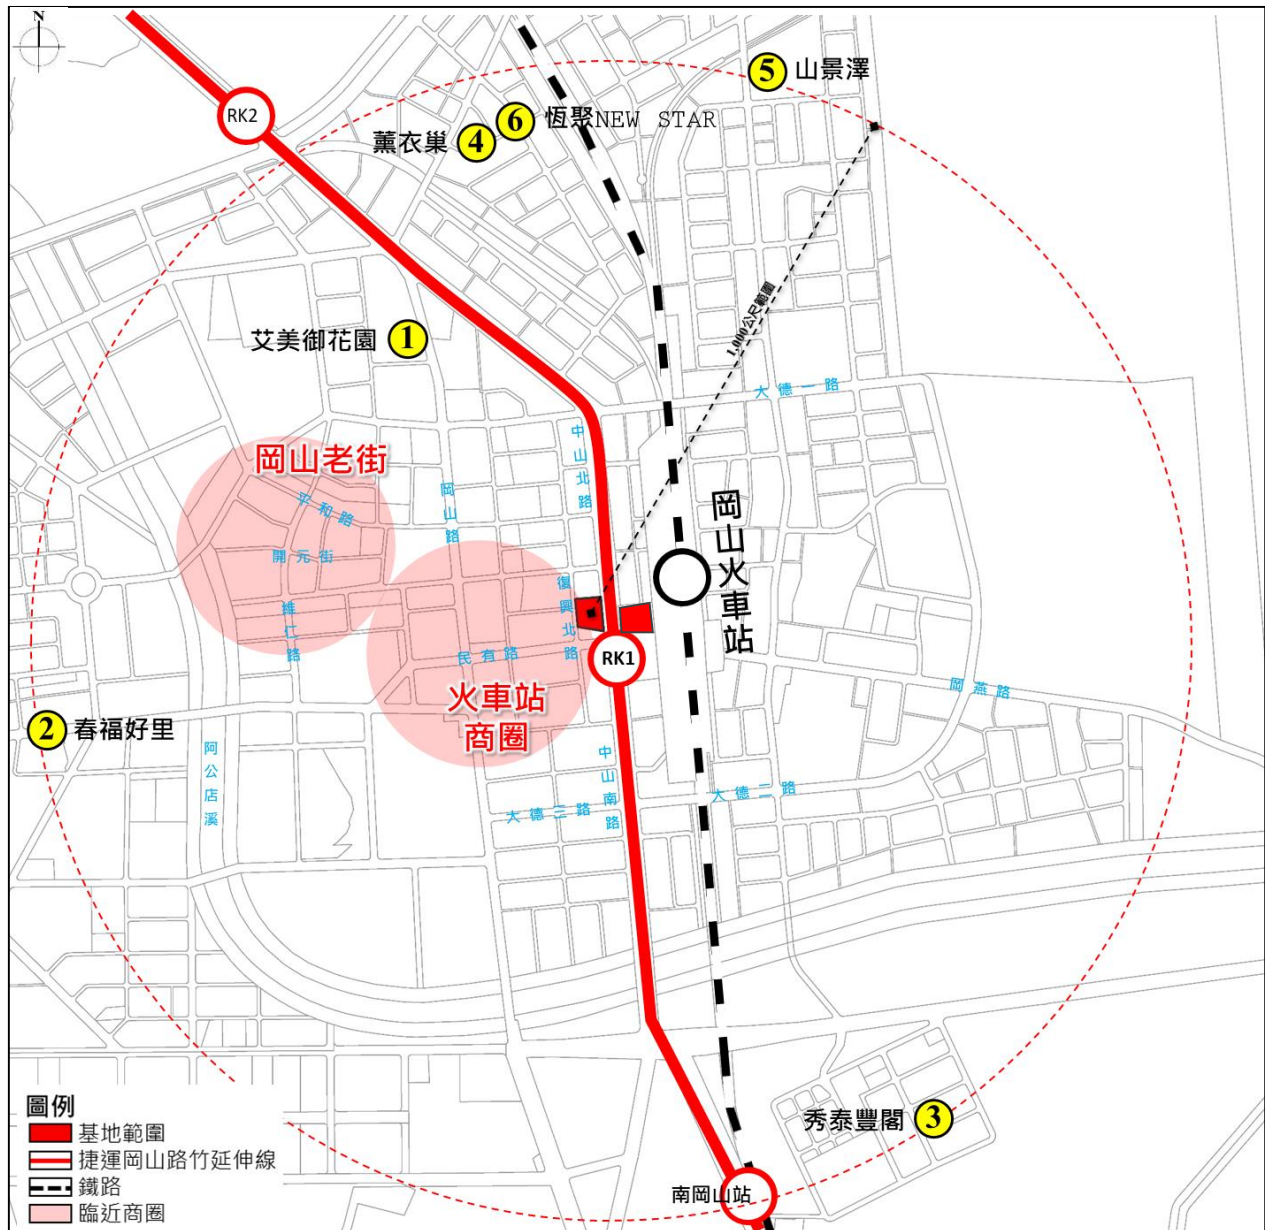 N
RK2
5 山景澤
6 恆聚NEW STAR
薰衣巢 4
1,000公尺範圍
艾美御花園 1
大德一路
中山北路
岡山老街
岡山路
平和路
岡山火車站
開元街
復興北路
維仁路
民有路
RK1
岡燕路
火車站
商圈
2 春福好里
阿公店溪
中山南路
大德二路
大德三路
秀泰豐閣 3
南岡山站
圖例
基地範圍
捷運岡山路竹延伸線
鐵路
臨近商圈